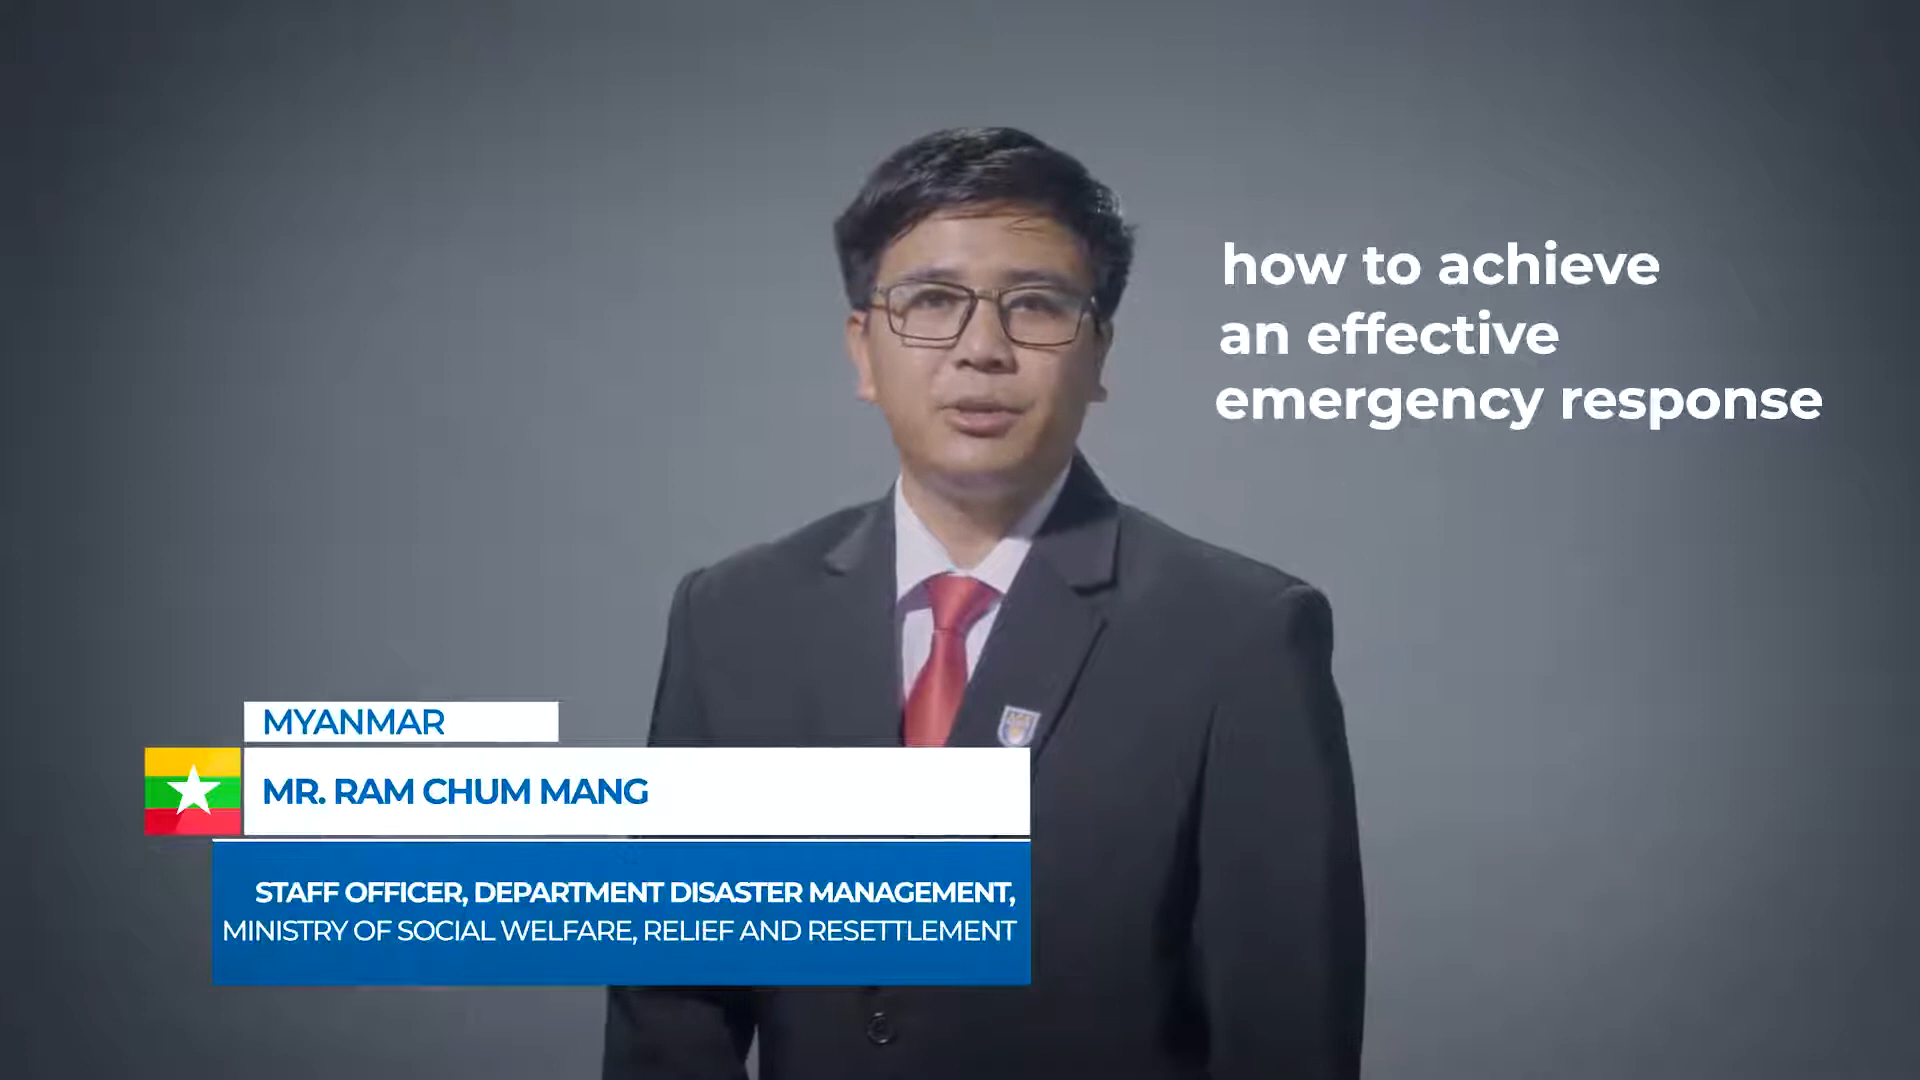 how to achieve
an effective
emergency response
MYANMAR
MR. RAM CHUM MANG
STAFF OFFICER, DEPARTMENT DISASTER MANAGEMENT,
MINISTRY OF SOCIAL WELFARE, RELIEF AND RESETTLEMENT